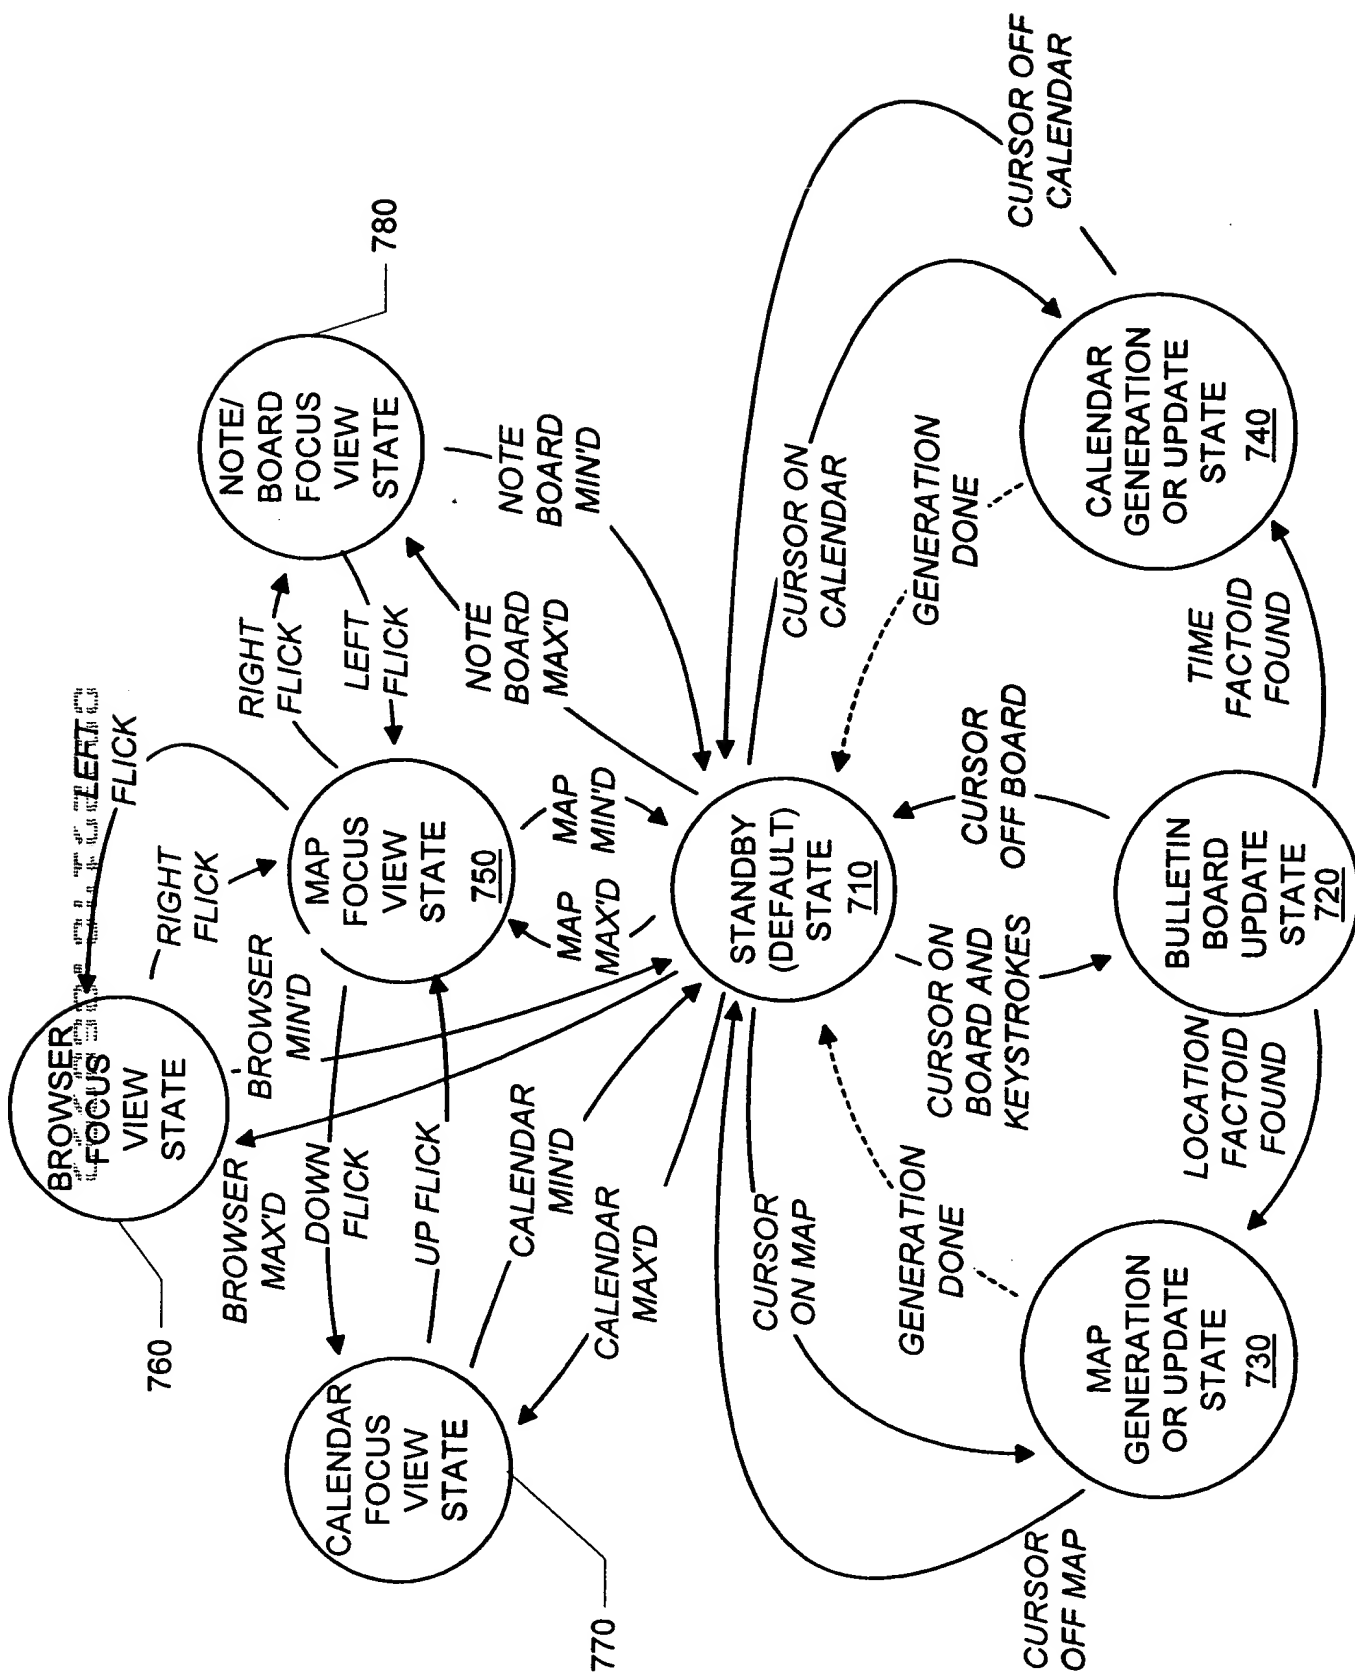 BROWSER
FOCUS
VIEW
STATE
760
LEFT
FLICK
RIGHT
FLICK
BROWSER
MIN'D
BROWSER
MAX'D
CALENDAR
FOCUS
VIEW
STATE
770
DOWN
FLICK
UP FLICK
MAP
FOCUS
VIEW
STATE
750
RIGHT
FLICK
LEFT
FLICK
NOTE/
BOARD
FOCUS
VIEW
STATE
780
CALENDAR
MIN'D
CALENDAR
MAX'D
MAP
MAX'D
MAP
MIN'D
NOTE
BOARD
MAX'D
NOTE
BOARD
MIN'D
STANDBY
(DEFAULT)
STATE
710
CURSOR
ON MAP
CURSOR ON
CALENDAR
CURSOR
OFF MAP
GENERATION
DONE
CURSOR ON
BOARD AND
KEYSTROKES
CURSOR
OFF BOARD
GENERATION
DONE
CURSOR OFF
CALENDAR
MAP
GENERATION
OR UPDATE
STATE
730
LOCATION
FACTOID
FOUND
BULLETIN
BOARD
UPDATE
STATE
720
TIME
FACTOID
FOUND
CALENDAR
GENERATION
OR UPDATE
STATE
740